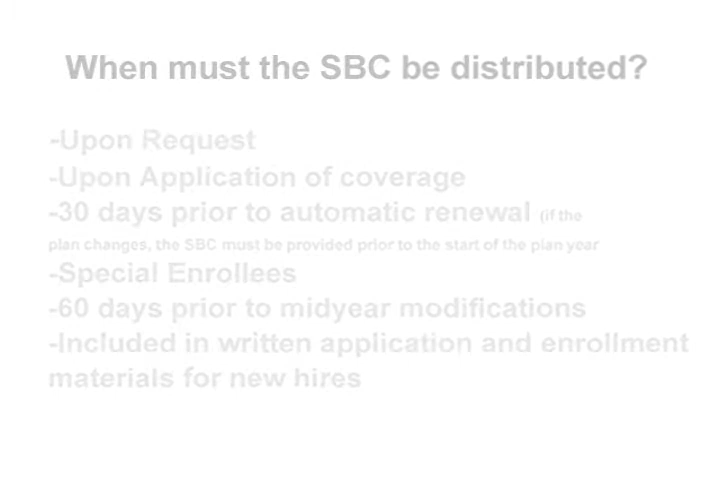 When must the SBC be distributed?
-Upon Request
-Upon Application of coverage
-30 days prior to automatic renewal (if the
plan changes, the SBC must be provided prior to the start of the plan year
-Special Enrollees
-60 days prior to midyear modifications
-Included in written application and enrollment
materials for new hires